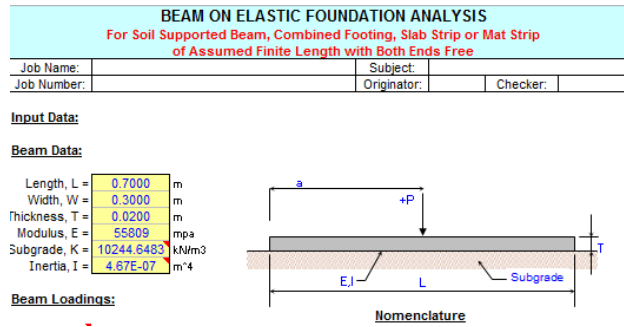 BEAM ON ELASTIC FOUNDATION ANALYSIS
For Soil Supported Beam, Combined Footing, Slab Strip or Mat Strip
of Assumed Finite Length with Both Ends Free
Job Name: Subject:
Job Number: Originator: Checker:
Input Data:
Beam Data:
Length, L = 0.7000 m
Width, W = 0.3000 m
Thickness, T = 0.0200 m
Modulus, E = 55809 mpa
Subgrade, K = 10244.6483 kN/m3
Inertia, I = 4.67E-07 m^4
a
+P
T
E,I
L
Subgrade
Nomenclature
Beam Loadings: